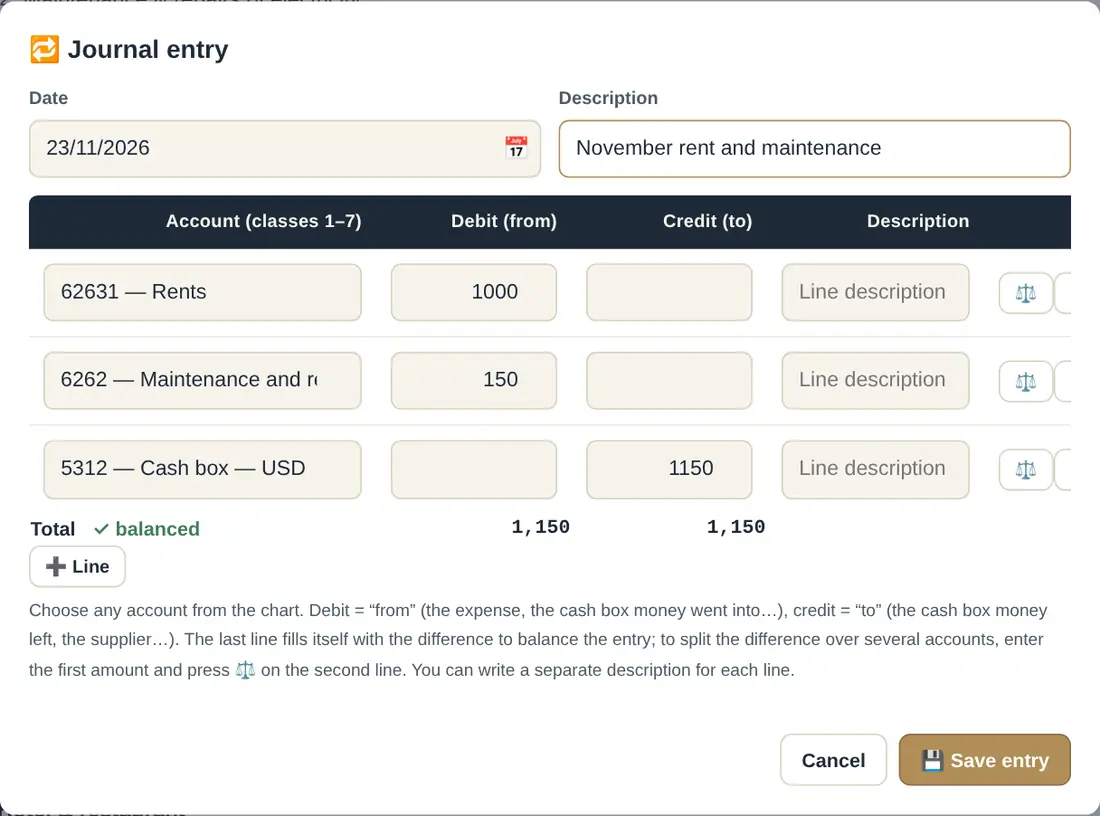 Journal entry
Date
Description
23/11/2026
November rent and maintenance
Account (classes 1–7) Debit (from) Credit (to) Description
62631 — Rents 1000 Line description
6262 — Maintenance and 150 Line description
5312 — Cash box — USD 1150 Line description
Total ✓ balanced 1,150 1,150
➕ Line
Choose any account from the chart. Debit = “from” (the expense, the cash box money went into…), credit = “to” (the cash box money
left, the supplier…). The last line fills itself with the difference to balance the entry; to split the difference over several accounts, enter
the first amount and press ⚖️ on the second line. You can write a separate description for each line.
Cancel
Save entry